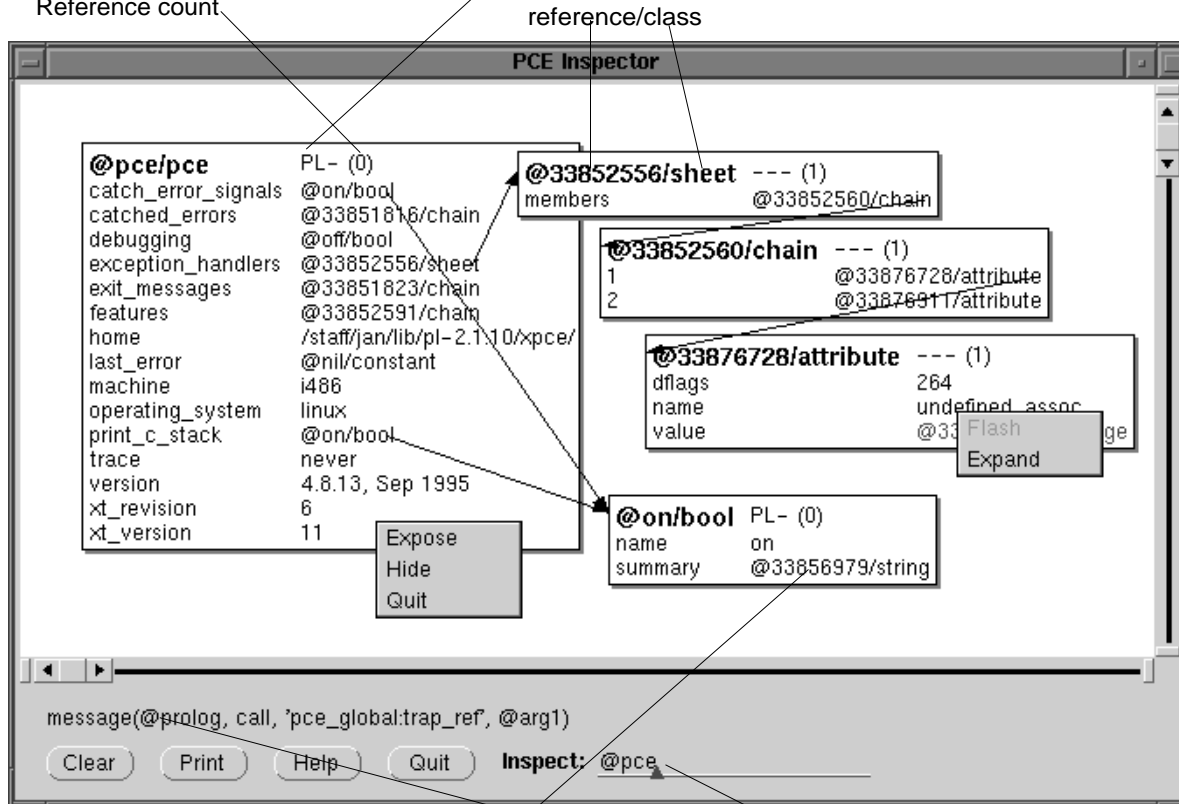 Reference count
reference/class
PCE Inspector
@pce/pce PL- (0)
catch_error_signals @on/bool
catched_errors @33851816/chain
debugging @off/bool
exception_handlers @33852556/sheet
exit_messages @33851823/chain
features @33852591/chain
home /staff/jan/lib/pl-2.1.10/xpce/
last_error @nil/constant
machine i486
operating_system linux
print_c_stack @on/bool
trace never
version 4.8.13, Sep 1995
xt_revision 6
xt_version 11
Expose
Hide
Quit
@33852556/sheet --- (1)
members @33852560/chain
@33852560/chain --- (1)
1 @33876728/attribute
2 @33876911/attribute
@33876728/attribute --- (1)
dflags 264
name undefined_assoc
value @33 ge
Flash
Expand
@on/bool PL- (0)
name on
summary @33856979/string
message(@prolog, call, 'pce_global:trap_ref', @arg1)
Clear Print Help Quit Inspect: @pce